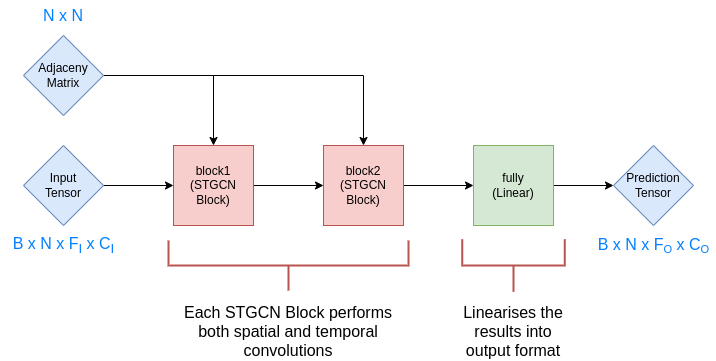 N x N
Adjaceny
Matrix
Input
Tensor
B x N x F_I x C_I
block1
(STGCN
Block)
block2
(STGCN
Block)
fully
(Linear)
Prediction
Tensor
B x N x F_O x C_O
Each STGCN Block performs
both spatial and temporal
convolutions
Linearises the
results into
output format